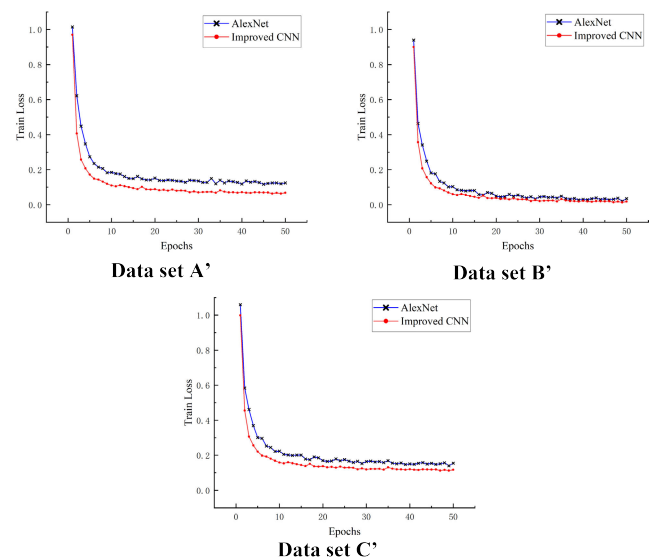 AlexNet
Improved CNN
1.0
0.8
0.6
0.4
0.2
0.0
Train Loss
0
10
20
30
40
50
Epochs
Data set A’
AlexNet
Improved CNN
1.0
0.8
0.6
0.4
0.2
0.0
Train Loss
0
10
20
30
40
50
Epochs
Data set B’
AlexNet
Improved CNN
1.0
0.8
0.6
0.4
0.2
0.0
Train Loss
0
10
20
30
40
50
Epochs
Data set C’